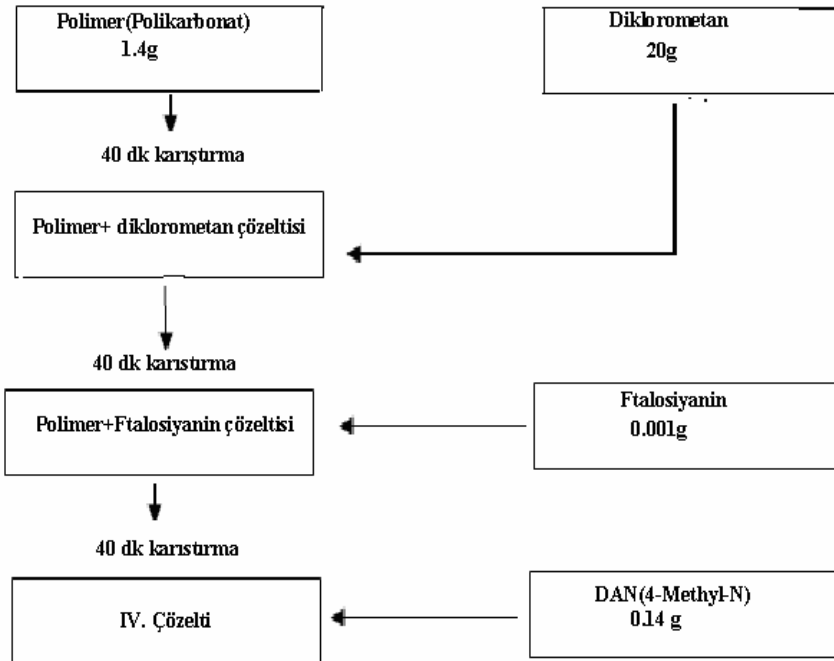 Polimer(Polikarbonat)
1.4g
Diklorometan
20g
40 dk karıştırma
Polimer+ diklorometan çözeltisi
40 dk karıstırma
Polimer+Ftalosiyanin çözeltisi
Ftalosiyanin
0.001g
40 dk karıstırma
IV. Çözelti
DAN(4-Methyl-N)
0.14 g